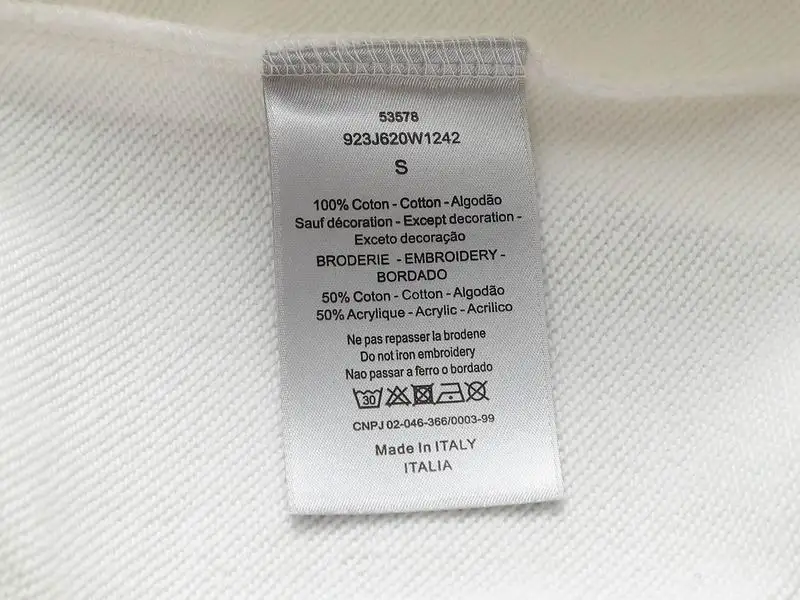 53578
923J620W1242
S
100% Coton - Cotton - Algodão
Sauf décoration - Except decoration -
Exceto decoração
BRODERIE - EMBROIDERY -
BORDADO
50% Coton - Cotton - Algodão
50% Acrylique - Acrylic - Acrilico
Ne pas repasser la brodene
Do not iron embroidery
Nao passar a ferro o bordado
30
CNPJ 02-046-366/0003-99
Made In ITALY
ITALIA